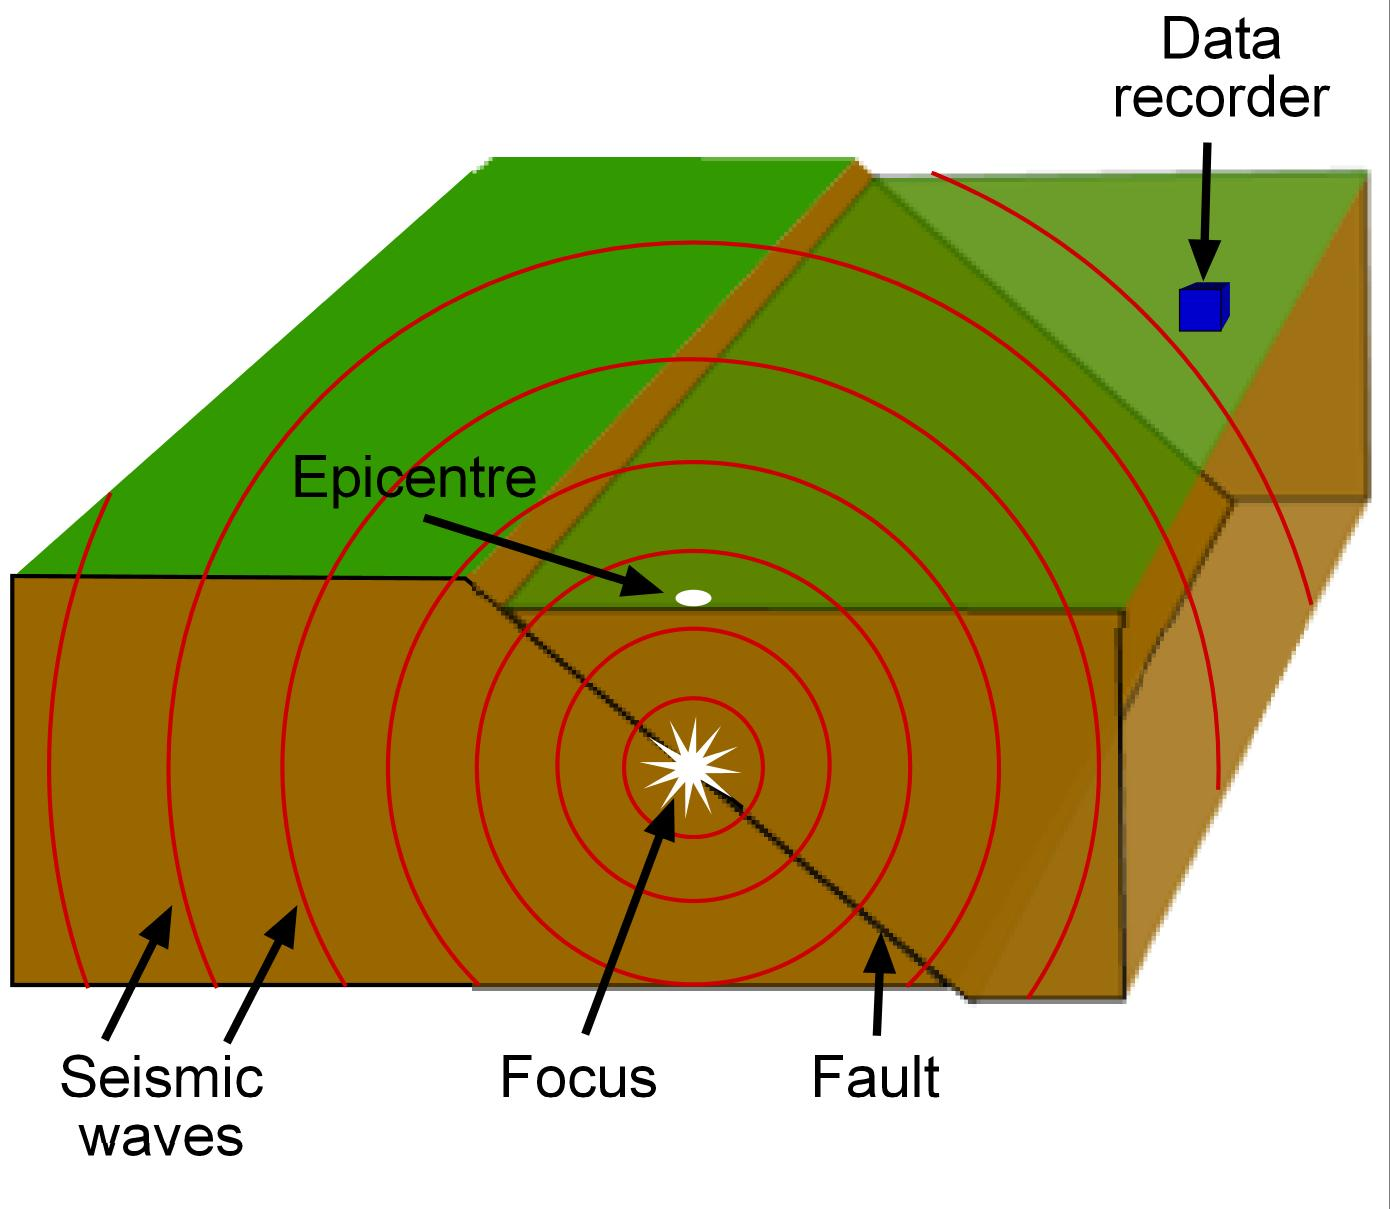 Data
recorder
Epicentre
Seismic
waves
Focus
Fault